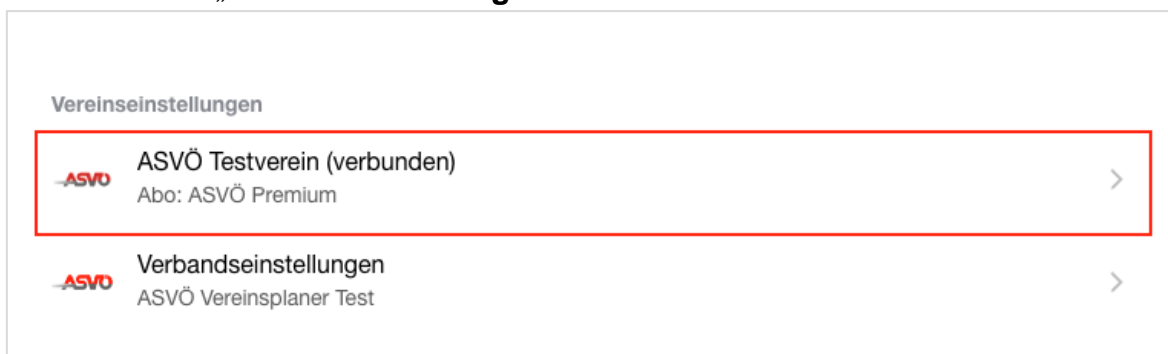 „
g
Vereinseinstellungen
ASVÖ
ASVÖ Testverein (verbunden)
Abo: ASVÖ Premium
ASVÖ
Verbandseinstellungen
ASVÖ Vereinsplaner Test